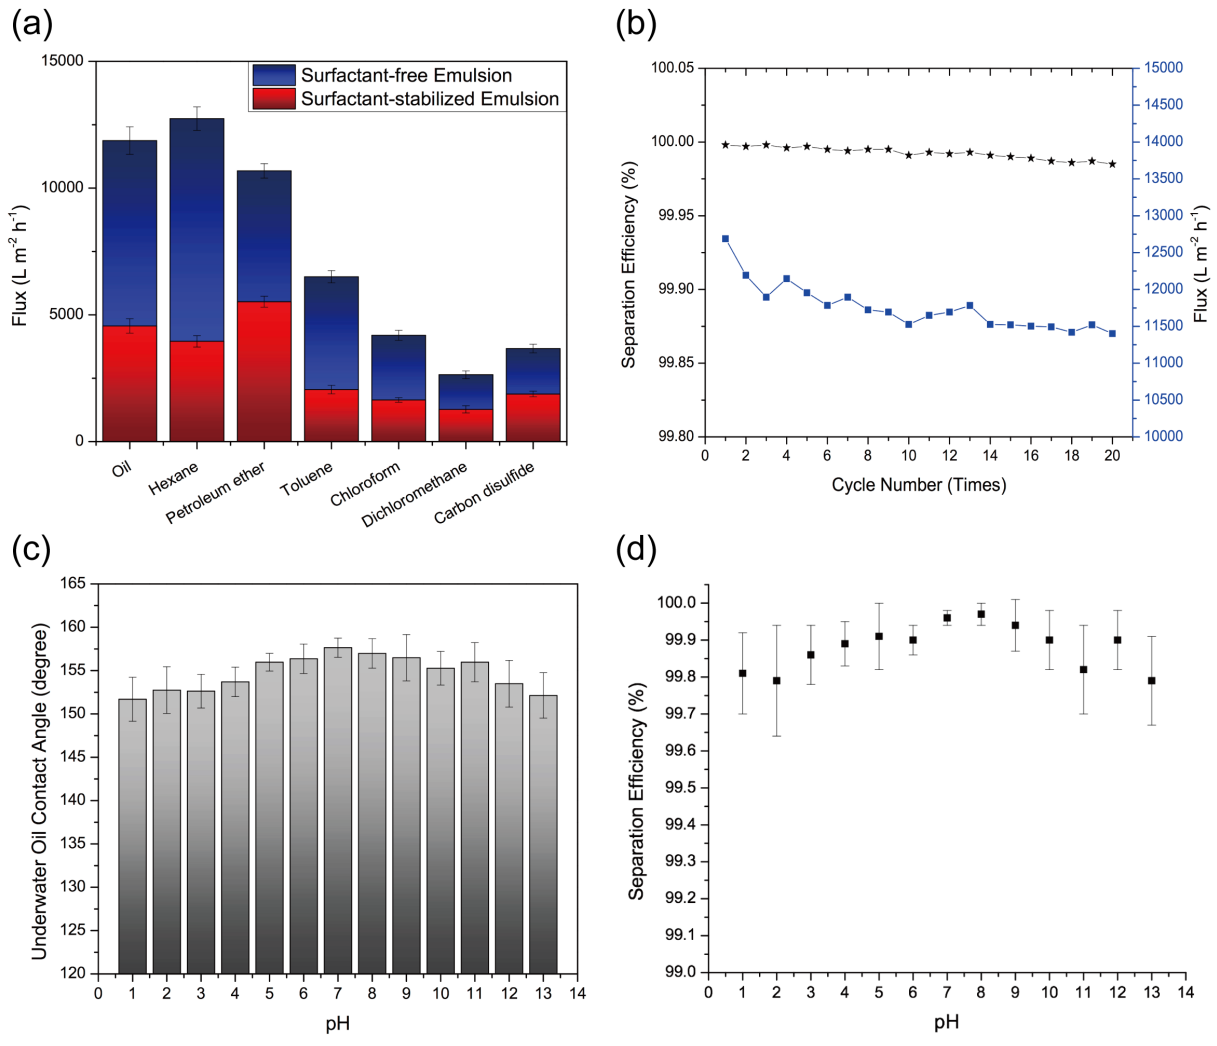 (a)
15000
10000
5000
0
Flux (L m⁻² h⁻¹)
Surfactant-free Emulsion
Surfactant-stabilized Emulsion
Oil
Hexane
Petroleum ether
Toluene
Chloroform
Dichloromethane
Carbon disulfide
(b)
100.05
100.00
99.95
99.90
99.85
99.80
Separation Efficiency (%)
15000
14500
14000
13500
13000
12500
12000
11500
11000
10500
10000
Flux (L m⁻² h⁻¹)
0 2 4 6 8 10 12 14 16 18 20
Cycle Number (Times)
(c)
165
160
155
150
145
140
135
130
125
120
Underwater Oil Contact Angle (degree)
0 1 2 3 4 5 6 7 8 9 10 11 12 13 14
pH
(d)
100.0
99.9
99.8
99.7
99.6
99.5
99.4
99.3
99.2
99.1
99.0
Separation Efficiency (%)
0 1 2 3 4 5 6 7 8 9 10 11 12 13 14
pH